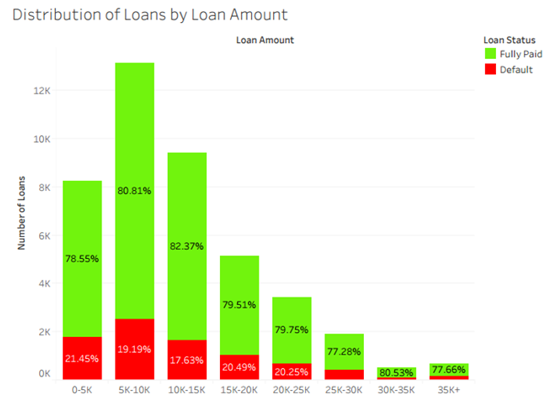 Distribution of Loans by Loan Amount
Loan Amount
Loan Status
Fully Paid
Default
Number of Loans
12K
10K
8K
6K
4K
2K
0K
78.55%
80.81%
82.37%
79.51%
79.75%
77.28%
80.53%
77.66%
21.45%
19.19%
17.63%
20.49%
20.25%
0-5K 5K-10K 10K-15K 15K-20K 20K-25K 25K-30K 30K-35K 35K+